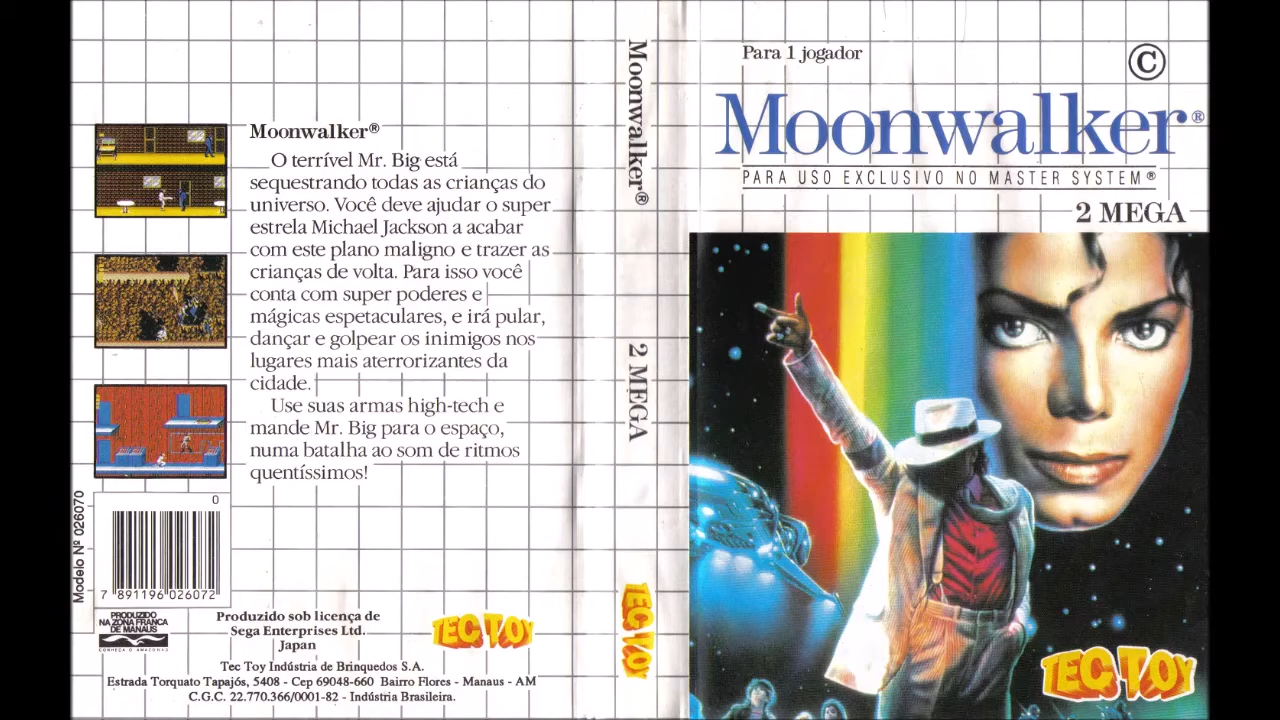 Moonwalker®
O terrível Mr. Big está
sequestrando todas as crianças do
universo. Você deve ajudar o super
estrela Michael Jackson a acabar
com este plano maligno e trazer as
crianças de volta. Para isso você
conta com super poderes e
mágicas espetaculares, e irá pular,
dançar e golpear os inimigos nos
lugares mais aterrorizantes da
cidade.
Use suas armas high-tech e
mande Mr. Big para o espaço,
numa batalha ao som de ritmos
quentíssimos!
Modelo Nº 026070
0
7 891196 026072
PRODUZIDO
NA ZONA FRANCA
DE MANAUS
CONHEÇA O AMAZONAS
Produzido sob licença de
Sega Enterprises Ltd.
Japan
TEC TOY
Tec Toy Indústria de Brinquedos S.A.
Estrada Torquato Tapajós, 5408 - Cep 69048-660 Bairro Flores - Manaus - AM
C.G.C. 22.770.366/0001-82 - Indústria Brasileira.
Moonwalker®
2 MEGA
TEC TOY
Para 1 jogador
©
Moonwalker®
PARA USO EXCLUSIVO NO MASTER SYSTEM®
2 MEGA
TEC TOY